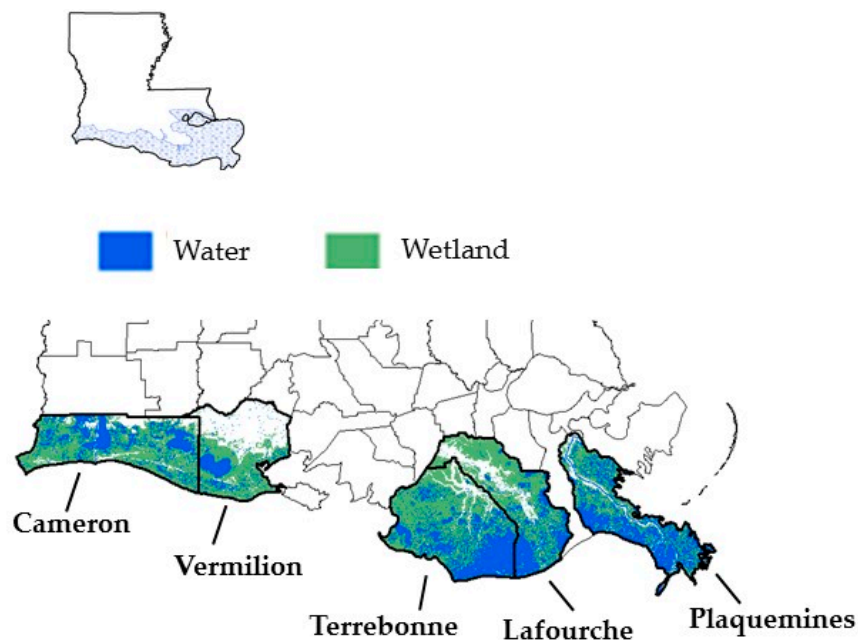 Water
Wetland
Cameron
Vermilion
Terrebonne
Lafourche
Plaquemines